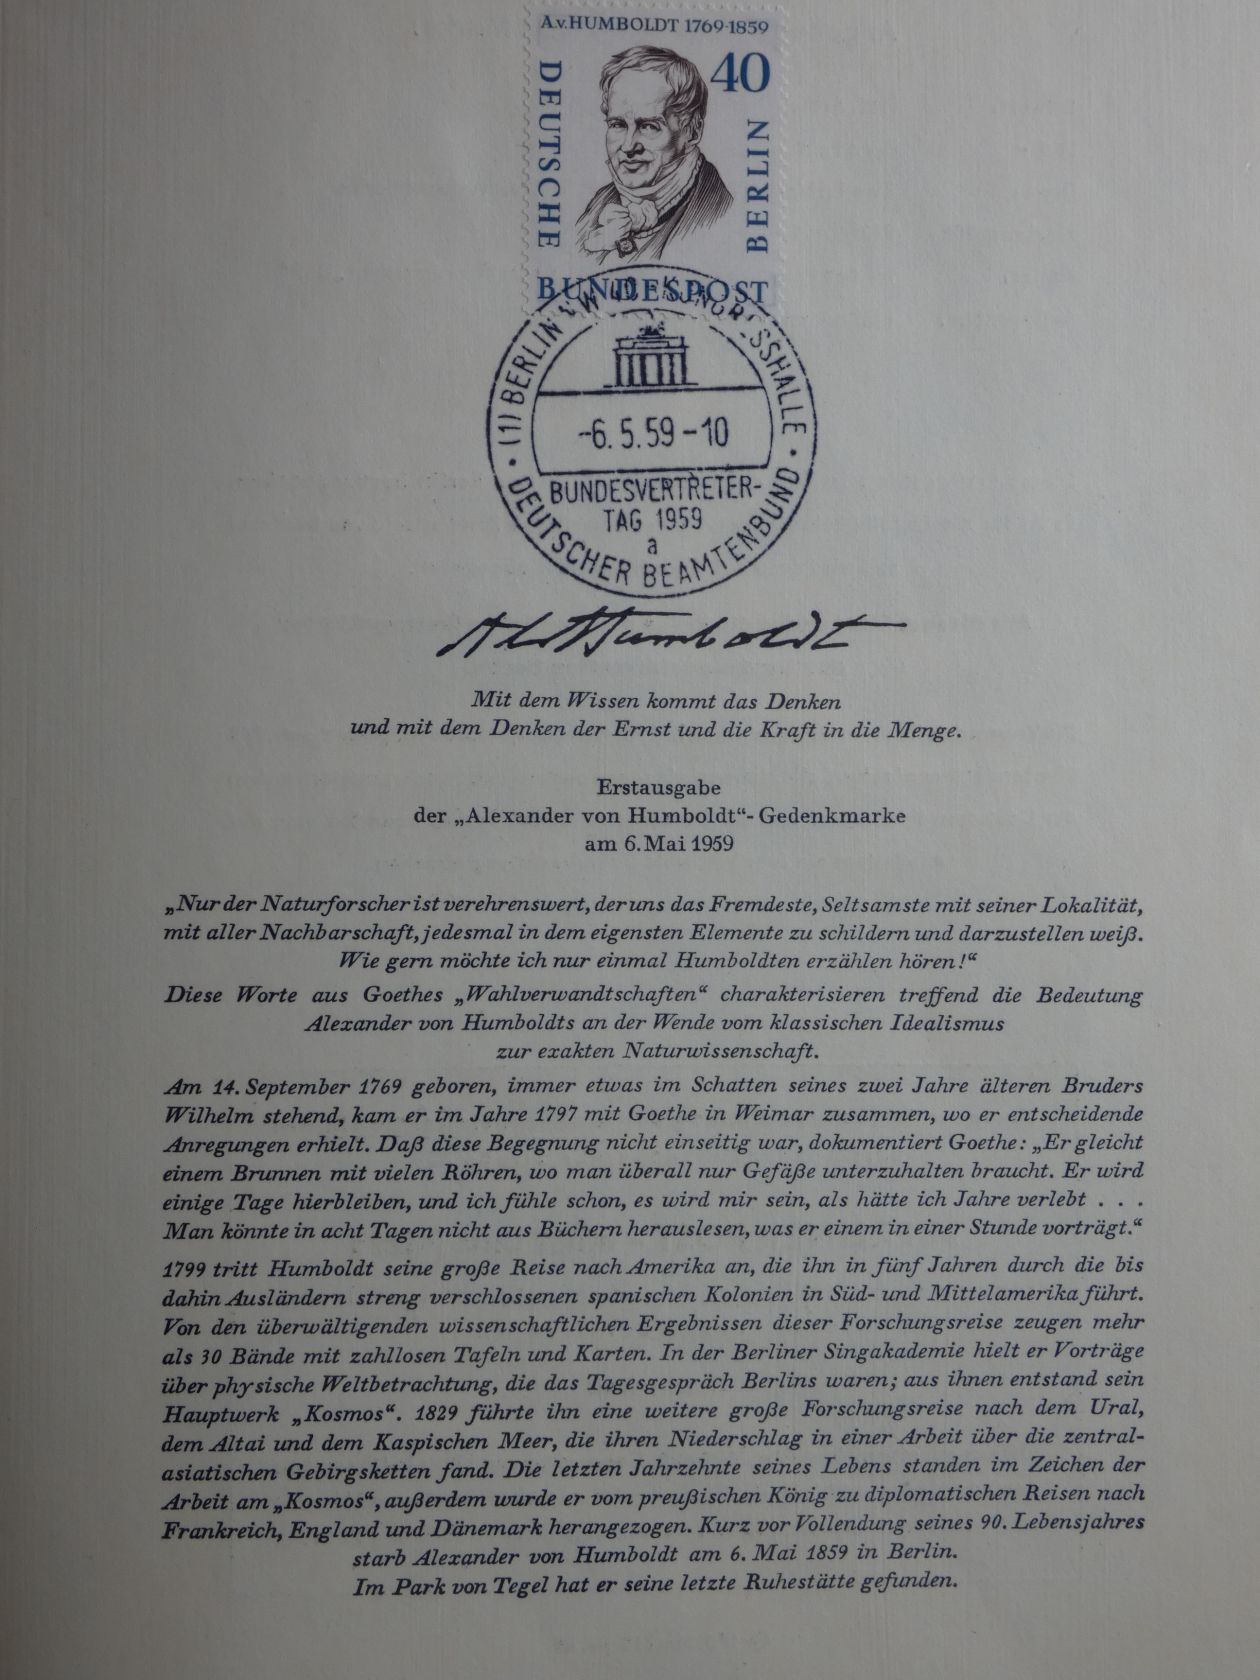 A.v. HUMBOLDT 1769-1859
40
DEUTSCHE
BERLIN
BUNDESPOST
(1) BERLIN KONGRESSHALLE
-6.5.59-10
BUNDESVERTRETER-
TAG 1959
a
DEUTSCHER BEAMTENBUND
Al Humboldt
Mit dem Wissen kommt das Denken
und mit dem Denken der Ernst und die Kraft in die Menge.
Erstausgabe
der „Alexander von Humboldt“- Gedenkmarke
am 6. Mai 1959
„Nur der Naturforscher ist verehrenswert, der uns das Fremdeste, Seltsamste mit seiner Lokalität,
mit aller Nachbarschaft, jedesmal in dem eigensten Elemente zu schildern und darzustellen weiß.
Wie gern möchte ich nur einmal Humboldten erzählen hören!“
Diese Worte aus Goethes „Wahlverwandtschaften“ charakterisieren treffend die Bedeutung
Alexander von Humboldts an der Wende vom klassischen Idealismus
zur exakten Naturwissenschaft.
Am 14. September 1769 geboren, immer etwas im Schatten seines zwei Jahre älteren Bruders
Wilhelm stehend, kam er im Jahre 1797 mit Goethe in Weimar zusammen, wo er entscheidende
Anregungen erhielt. Daß diese Begegnung nicht einseitig war, dokumentiert Goethe: „Er gleicht
einem Brunnen mit vielen Röhren, wo man überall nur Gefäße unterzuhalten braucht. Er wird
einige Tage hierbleiben, und ich fühle schon, es wird mir sein, als hätte ich Jahre verlebt . . .
Man könnte in acht Tagen nicht aus Büchern herauslesen, was er einem in einer Stunde vorträgt.“
1799 tritt Humboldt seine große Reise nach Amerika an, die ihn in fünf Jahren durch die bis
dahin Ausländern streng verschlossenen spanischen Kolonien in Süd- und Mittelamerika führt.
Von den überwältigenden wissenschaftlichen Ergebnissen dieser Forschungsreise zeugen mehr
als 30 Bände mit zahllosen Tafeln und Karten. In der Berliner Singakademie hielt er Vorträge
über physische Weltbetrachtung, die das Tagesgespräch Berlins waren; aus ihnen entstand sein
Hauptwerk „Kosmos“. 1829 führte ihn eine weitere große Forschungsreise nach dem Ural,
dem Altai und dem Kaspischen Meer, die ihren Niederschlag in einer Arbeit über die zentral-
asiatischen Gebirgsketten fand. Die letzten Jahrzehnte seines Lebens standen im Zeichen der
Arbeit am „Kosmos“, außerdem wurde er vom preußischen König zu diplomatischen Reisen nach
Frankreich, England und Dänemark herangezogen. Kurz vor Vollendung seines 90. Lebensjahres
starb Alexander von Humboldt am 6. Mai 1859 in Berlin.
Im Park von Tegel hat er seine letzte Ruhestätte gefunden.